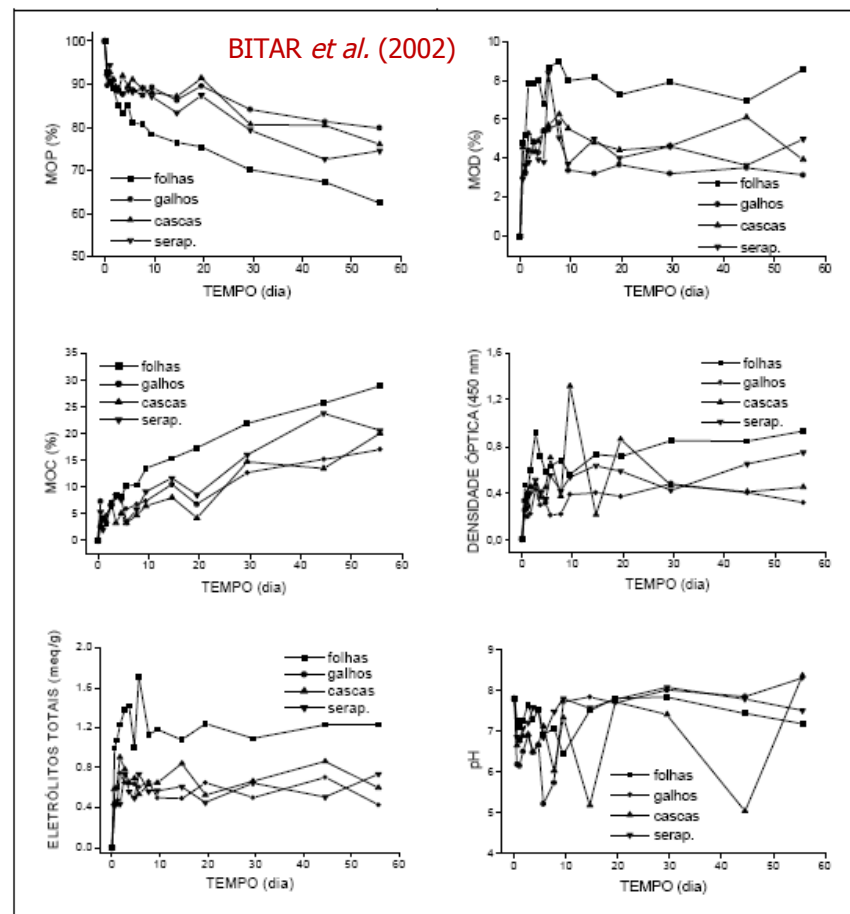 BITAR et al. (2002)
100
90
80
70
60
50
MOP (%)
folhas
galhos
cascas
serap.
0 10 20 30 40 50 60
TEMPO (dia)
10
8
6
4
2
0
MOD (%)
folhas
galhos
cascas
serap.
0 10 20 30 40 50 60
TEMPO (dia)
35
30
25
20
15
10
5
0
MOC (%)
folhas
galhos
cascas
serap.
0 10 20 30 40 50 60
TEMPO (dia)
1,6
1,2
0,8
0,4
0,0
DENSIDADE ÓPTICA (450 nm)
folhas
galhos
cascas
serap.
0 10 20 30 40 50 60
TEMPO (dia)
2.0
1.6
1.2
0.8
0.4
0.0
ELETRÓLITOS TOTAIS (meq/g)
folhas
galhos
cascas
serap.
0 10 20 30 40 50 60
TEMPO (dia)
9
8
7
6
5
4
pH
folhas
galhos
cascas
serap.
0 10 20 30 40 50 60
TEMPO (dia)